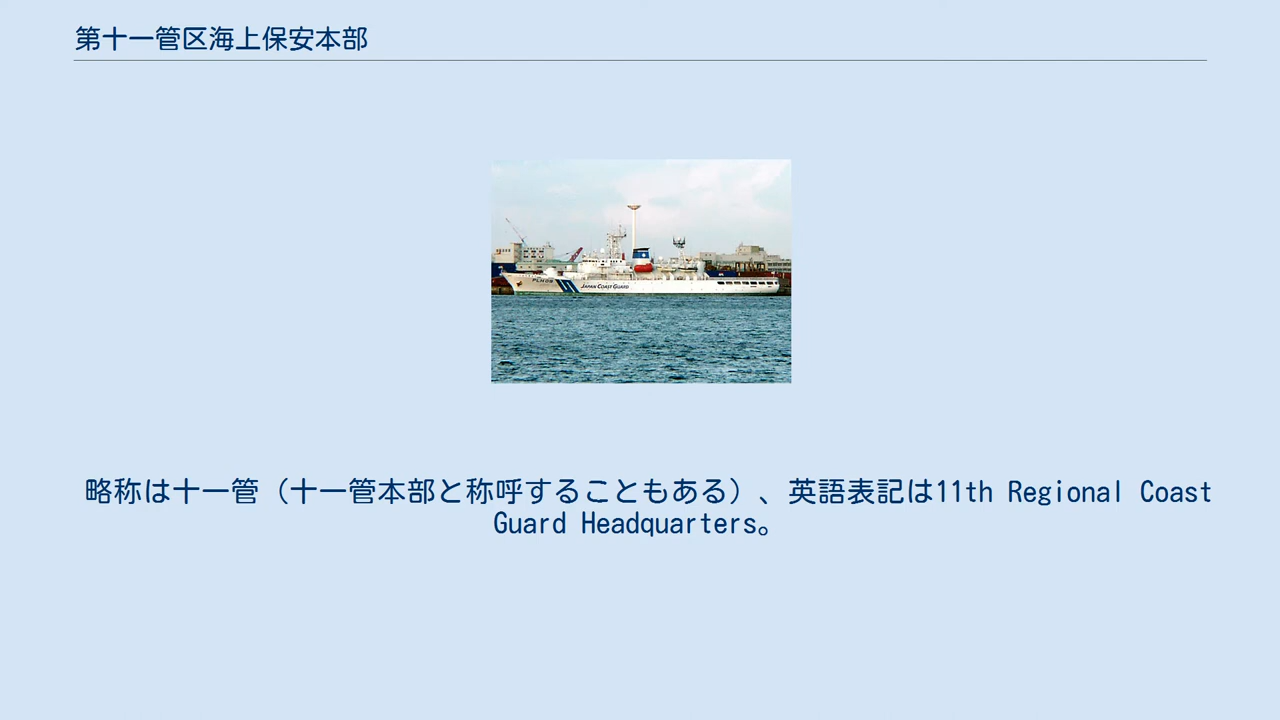 第十一管区海上保安本部
PLH09
JAPAN COAST GUARD
略称は十一管（十一管本部と称呼することもある）、英語表記は11th Regional Coast
Guard Headquarters。